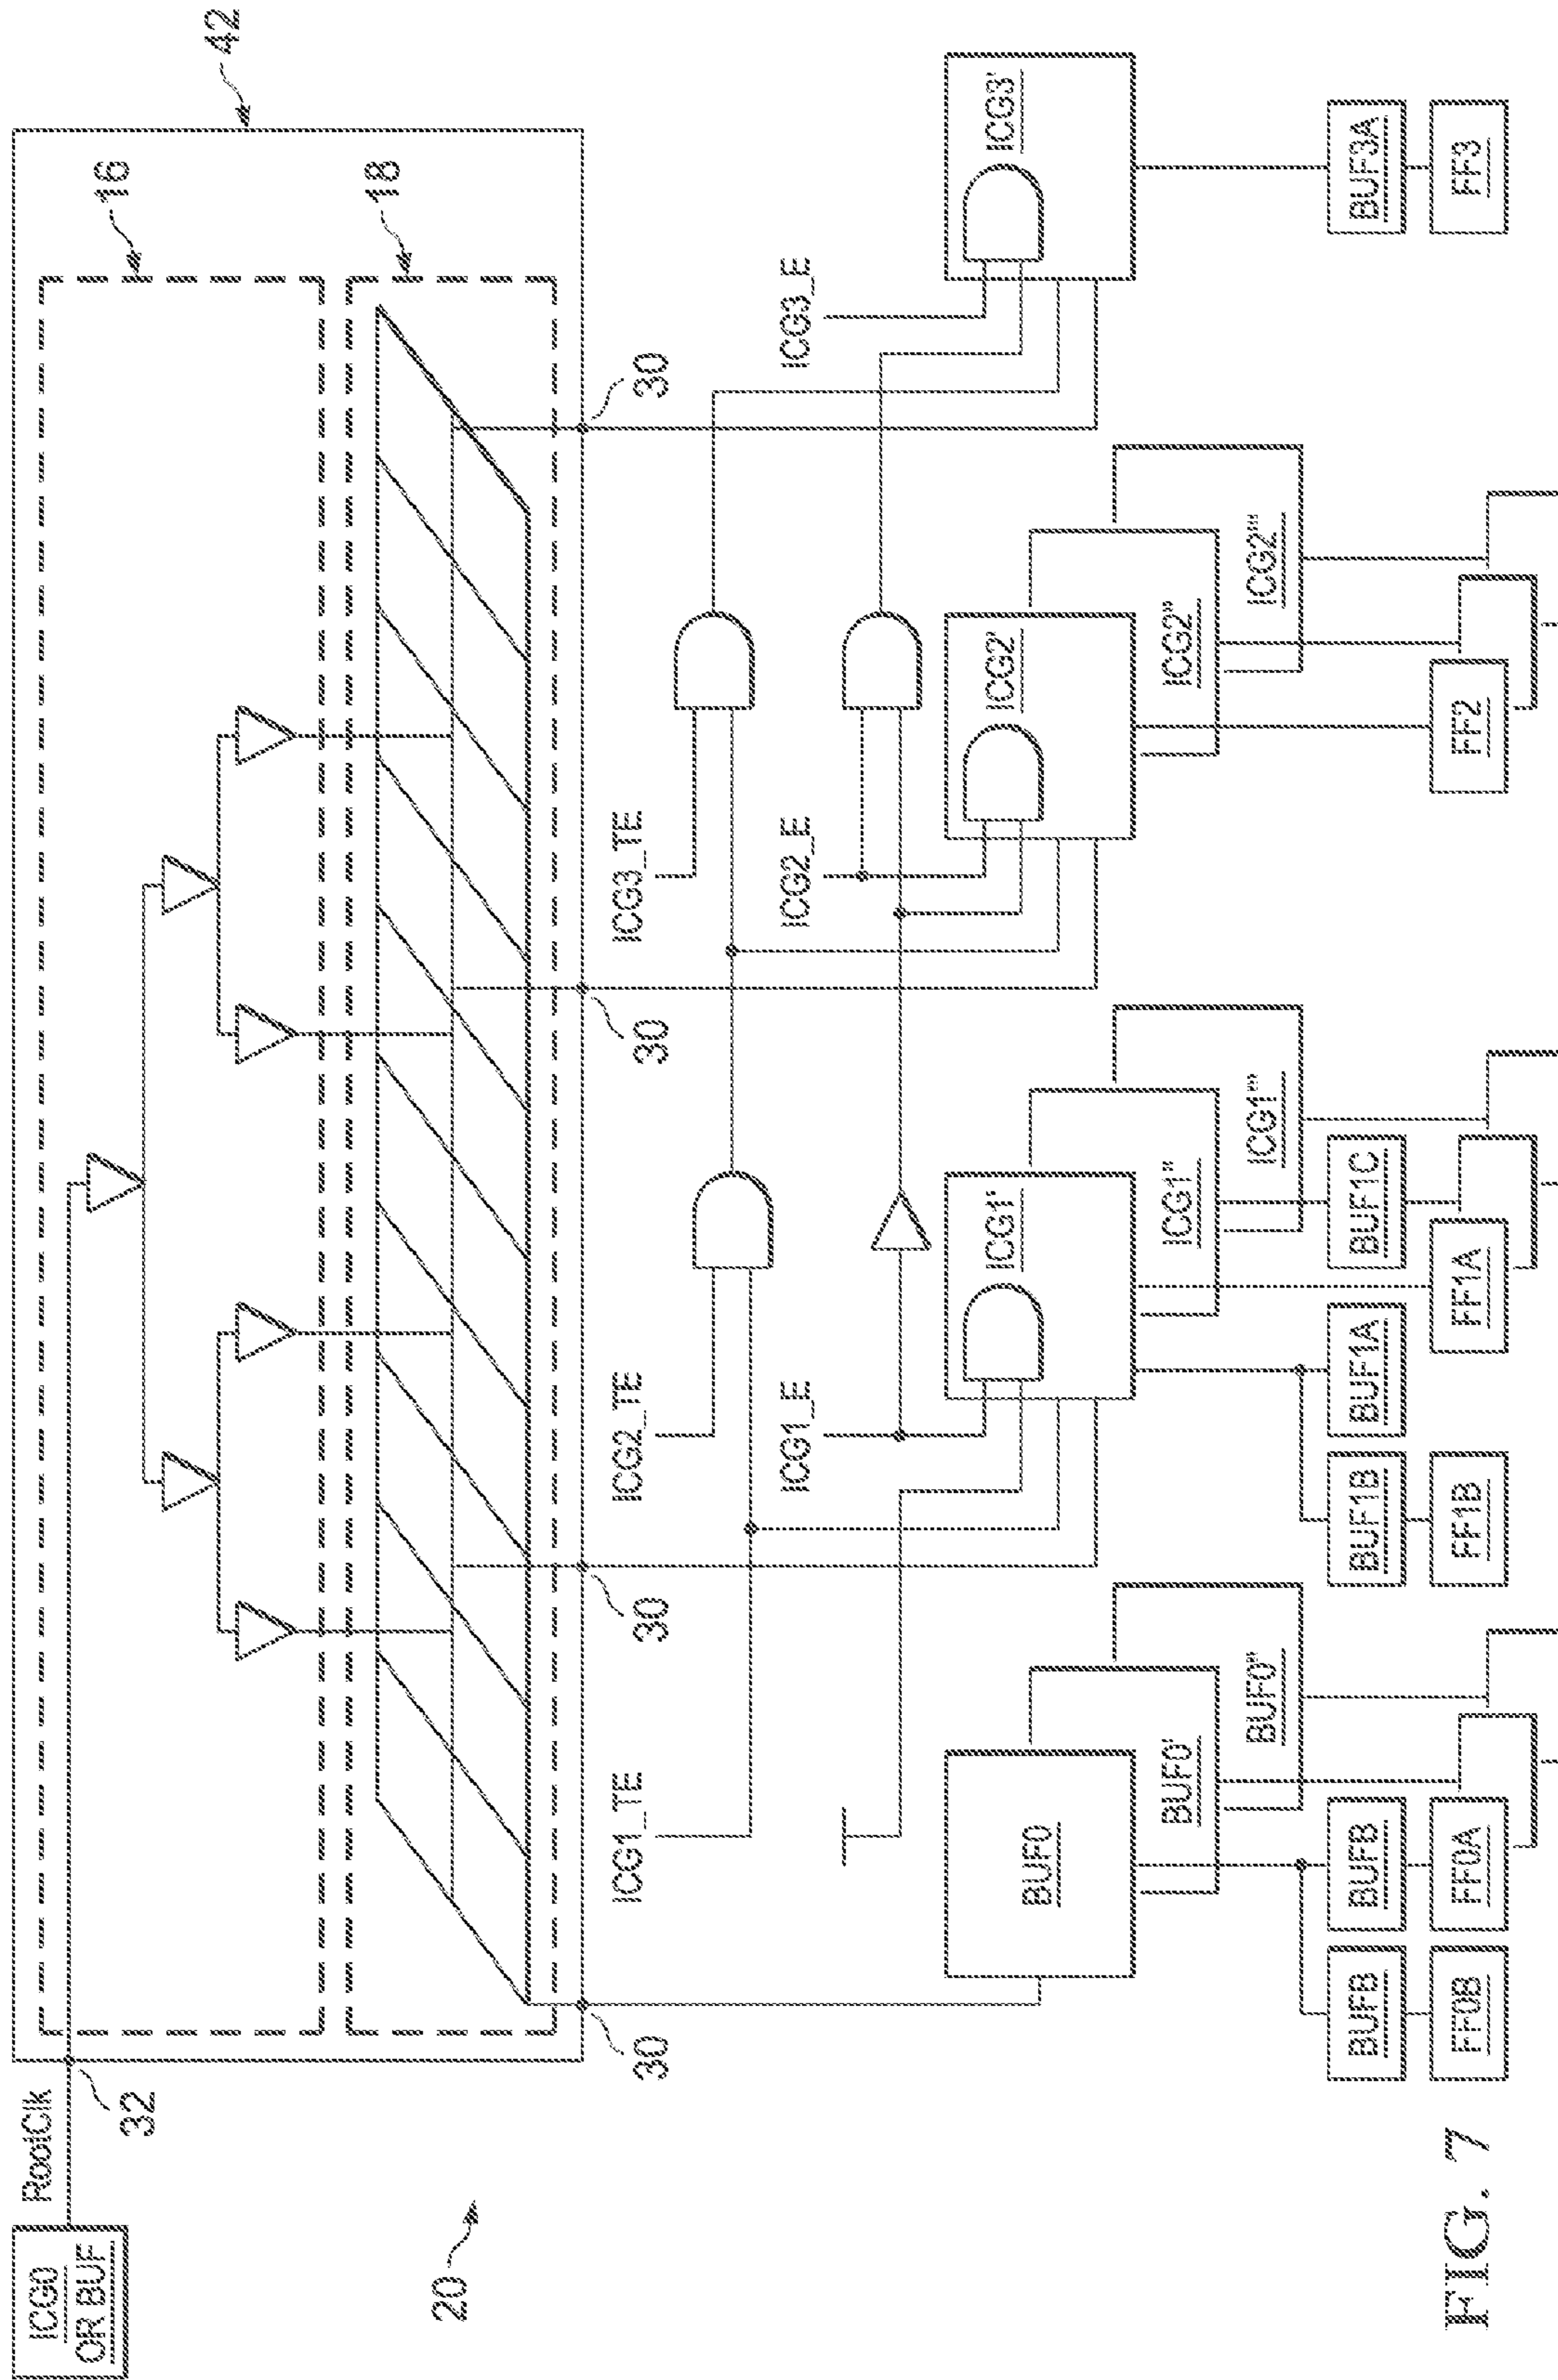 ICG0
OR BUF
RootClk
32
42
16
18
20
30
30
30
30
ICG1_TE
ICG2_TE
ICG3_TE
ICG1_E
ICG2_E
ICG3_E
BUF0
BUF0'
BUF0"
ICG1'
ICG1"
ICG1'"
ICG2'
ICG2"
ICG2'"
ICG3'
BUFB
BUFB
BUF1B
BUF1A
BUF1C
BUF3A
FF0B
FF0A
FF1B
FF1A
FF2
FF3
FIG. 7